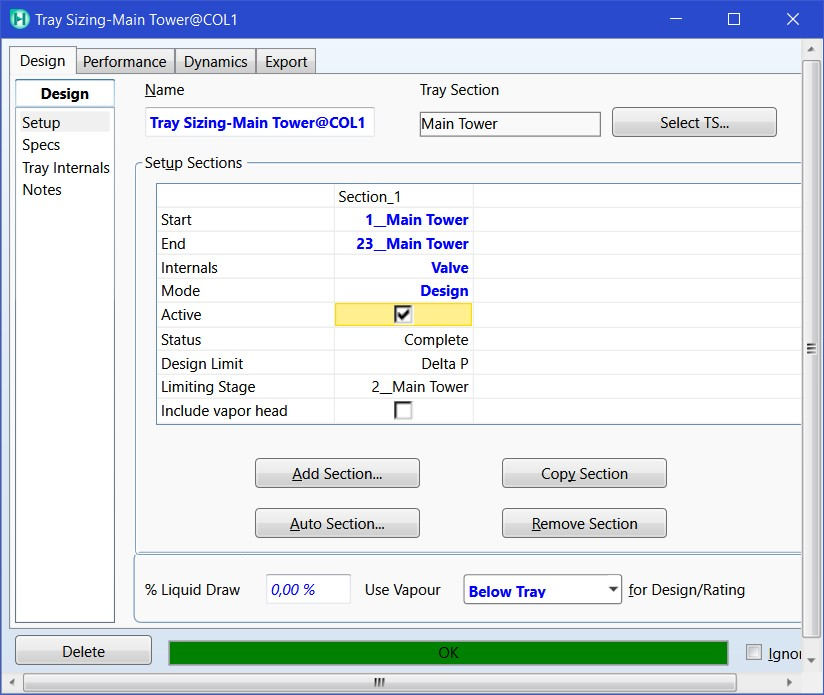 Tray Sizing-Main Tower@COL1
Design Performance Dynamics Export
Design
Setup
Specs
Tray Internals
Notes
Name Tray Section
Tray Sizing-Main Tower@COL1 Main Tower Select TS...
Setup Sections
Section_1
Start 1__Main Tower
End 23__Main Tower
Internals Valve
Mode Design
Active
Status Complete
Design Limit Delta P
Limiting Stage 2__Main Tower
Include vapor head
Add Section... Copy Section
Auto Section... Remove Section
% Liquid Draw 0,00 % Use Vapour Below Tray for Design/Rating
Delete OK